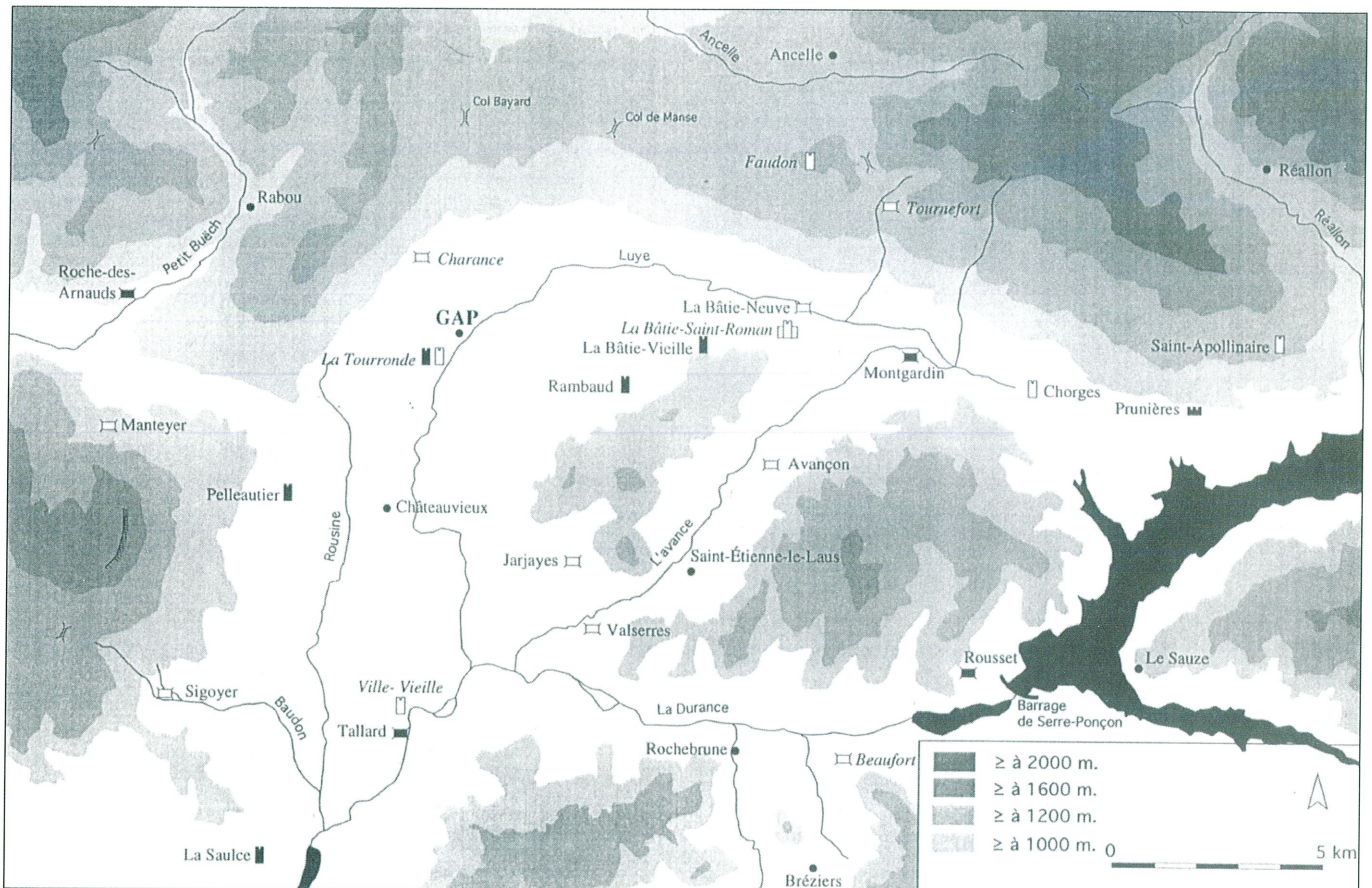 Ancelle
Ancelle
Col Bayard
Col de Manse
Faudon
Réallon
Rabou
Tournefort
Réallon
Petit Buëch
Charance
Luye
Roche-des-
Arnauds
La Bâtie-Neuve
GAP
La Bâtie-Saint-Roman
La Tourronde
La Bâtie-Vieille
Saint-Apollinaire
Montgardin
Rambaud
Chorges
Prunières
Manteyer
Avançon
Pelleautier
Châteauvieux
Rousine
L'avance
Jarjayes
Saint-Étienne-le-Laus
Valserres
Rousset
Le Sauze
Sigoyer
Ville-Vieille
Baudon
La Durance
Barrage
de Serre-Ponçon
Tallard
Rochebrune
Beaufort
La Saulce
Bréziers
≥ à 2000 m.
≥ à 1600 m.
≥ à 1200 m.
≥ à 1000 m.
0 5 km